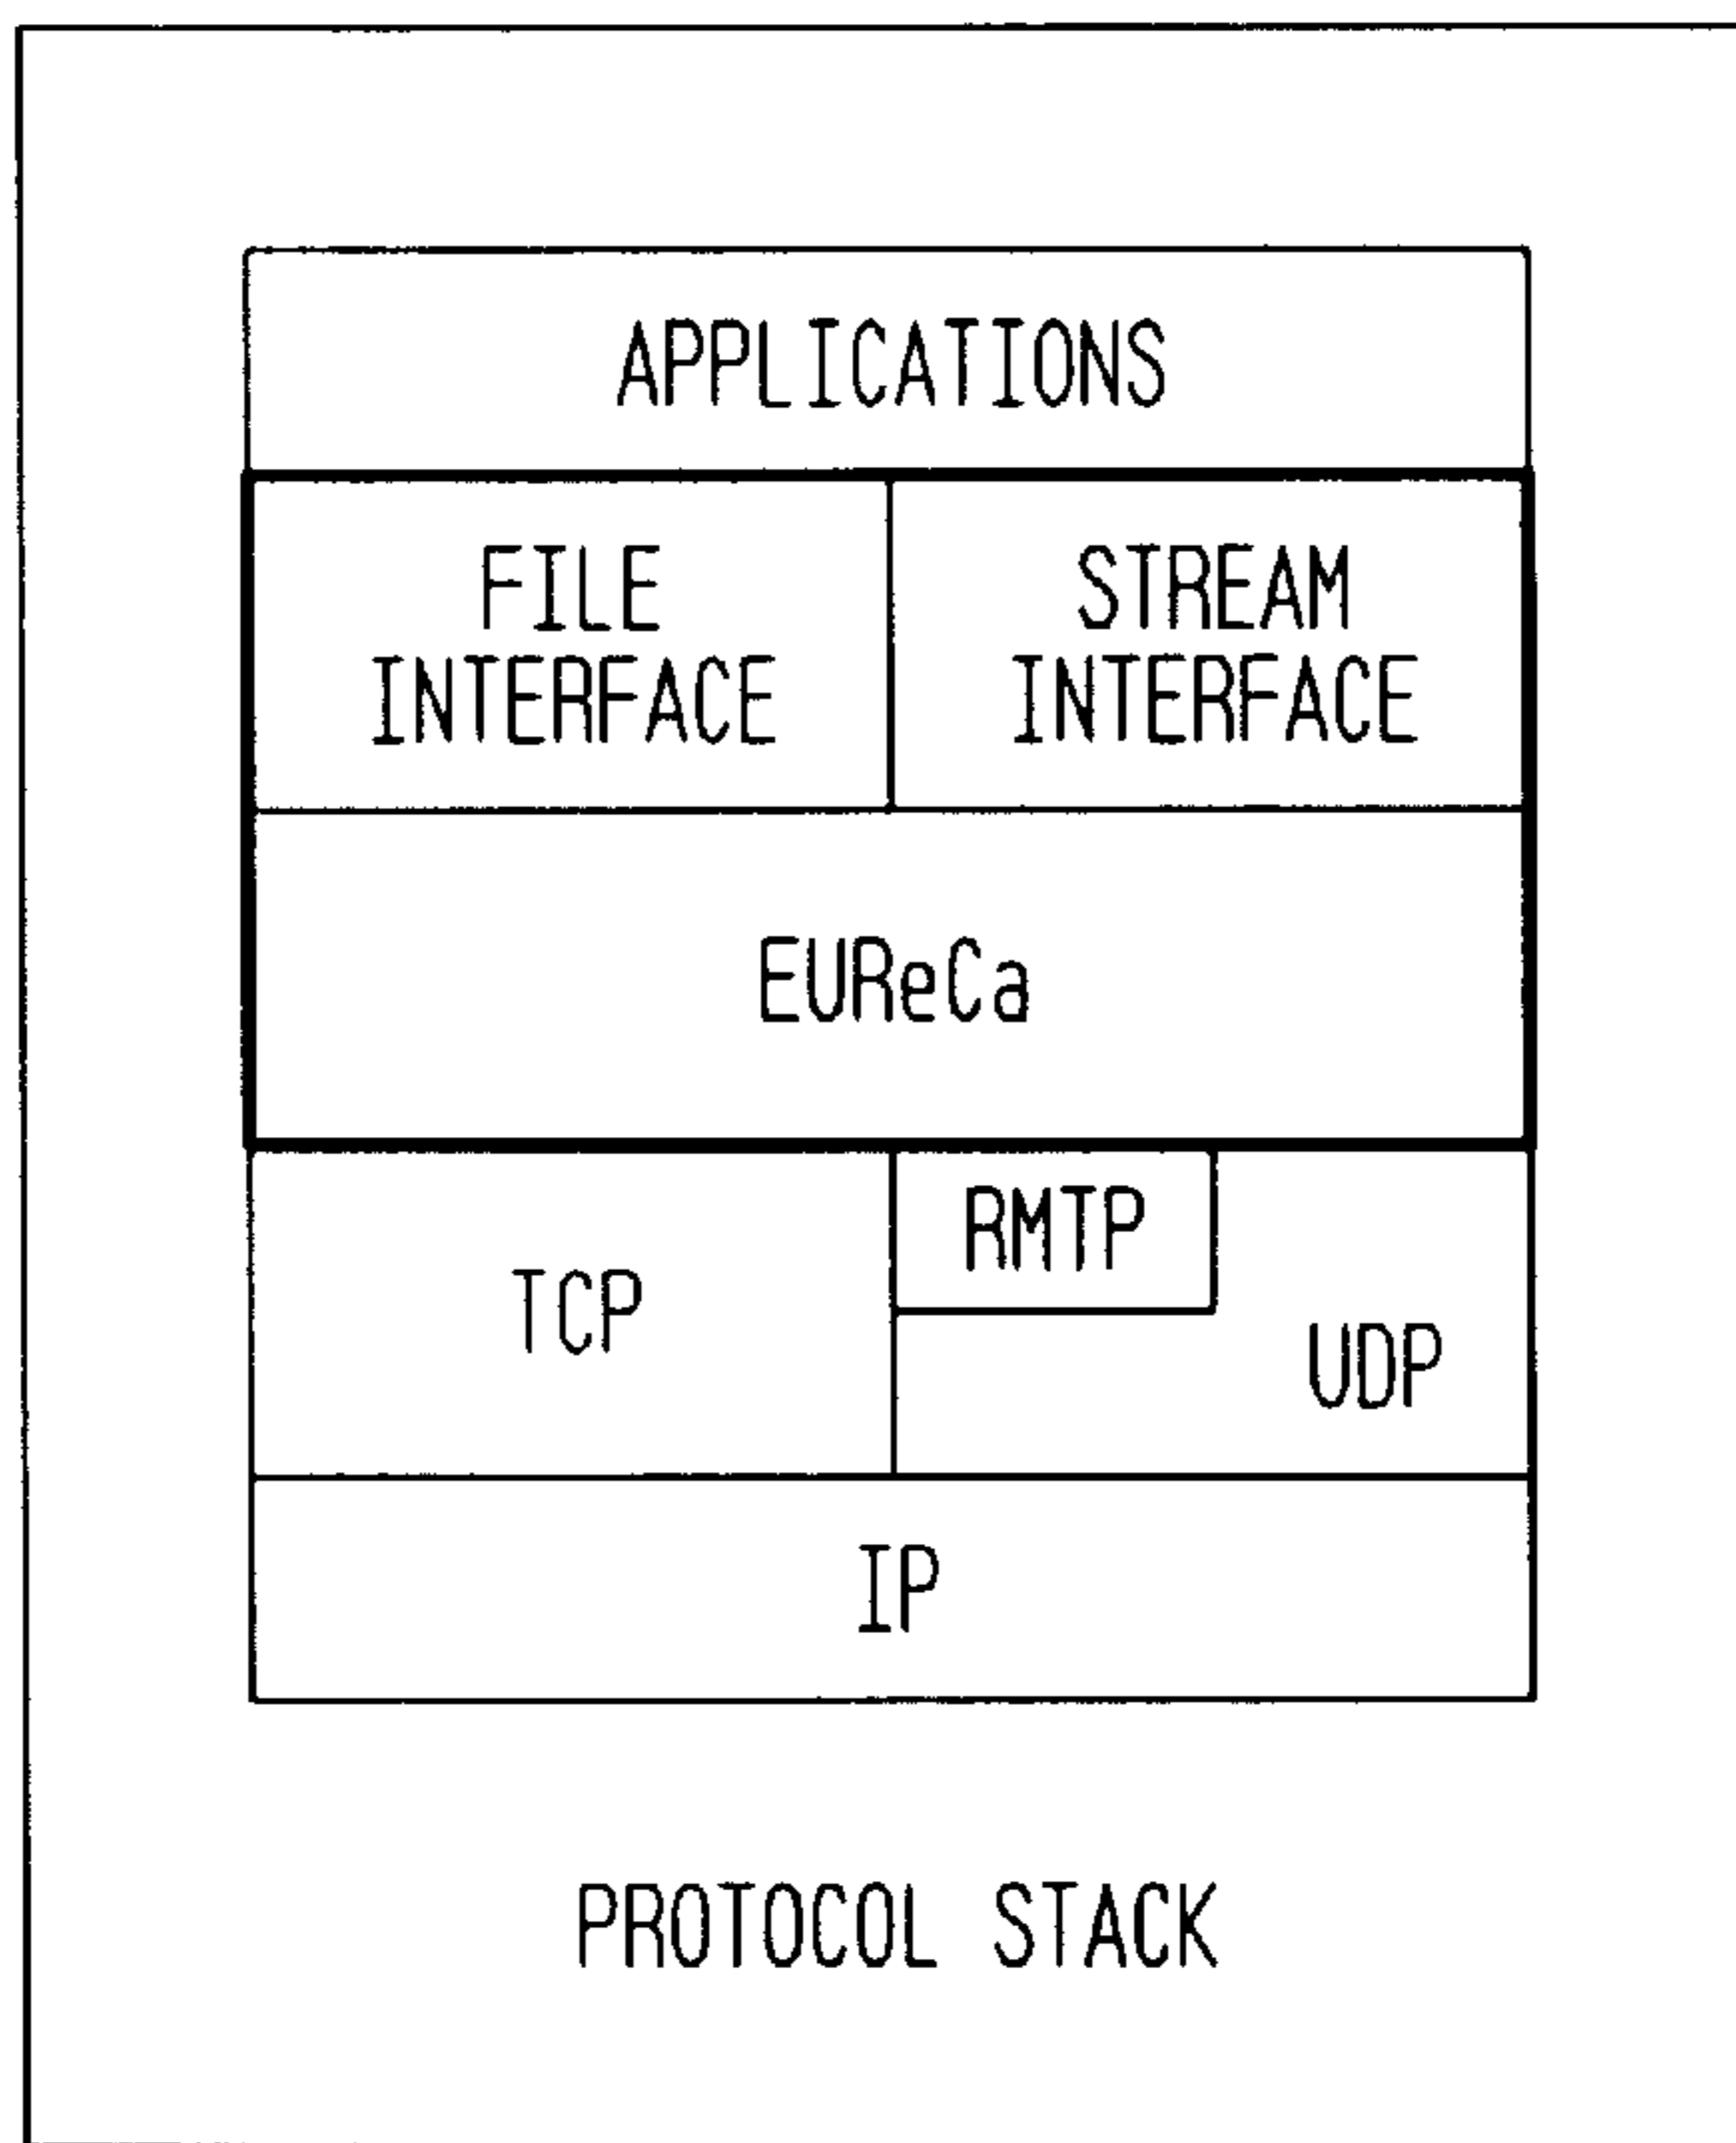 APPLICATIONS
FILE
INTERFACE
STREAM
INTERFACE
EUReCa
RMTP
TCP
UDP
IP
PROTOCOL STACK